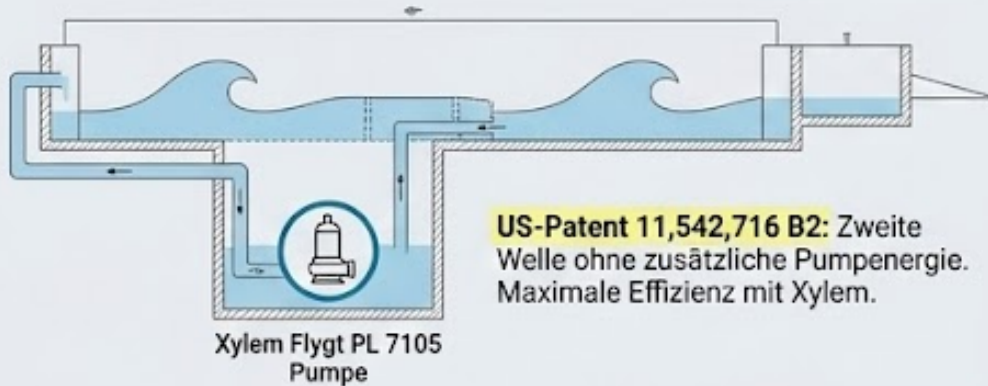 US-Patent 11,542,716 B2: Zweite
Welle ohne zusätzliche Pumpenergie.
Maximale Effizienz mit Xylem.
Xylem Flygt PL 7105
Pumpe